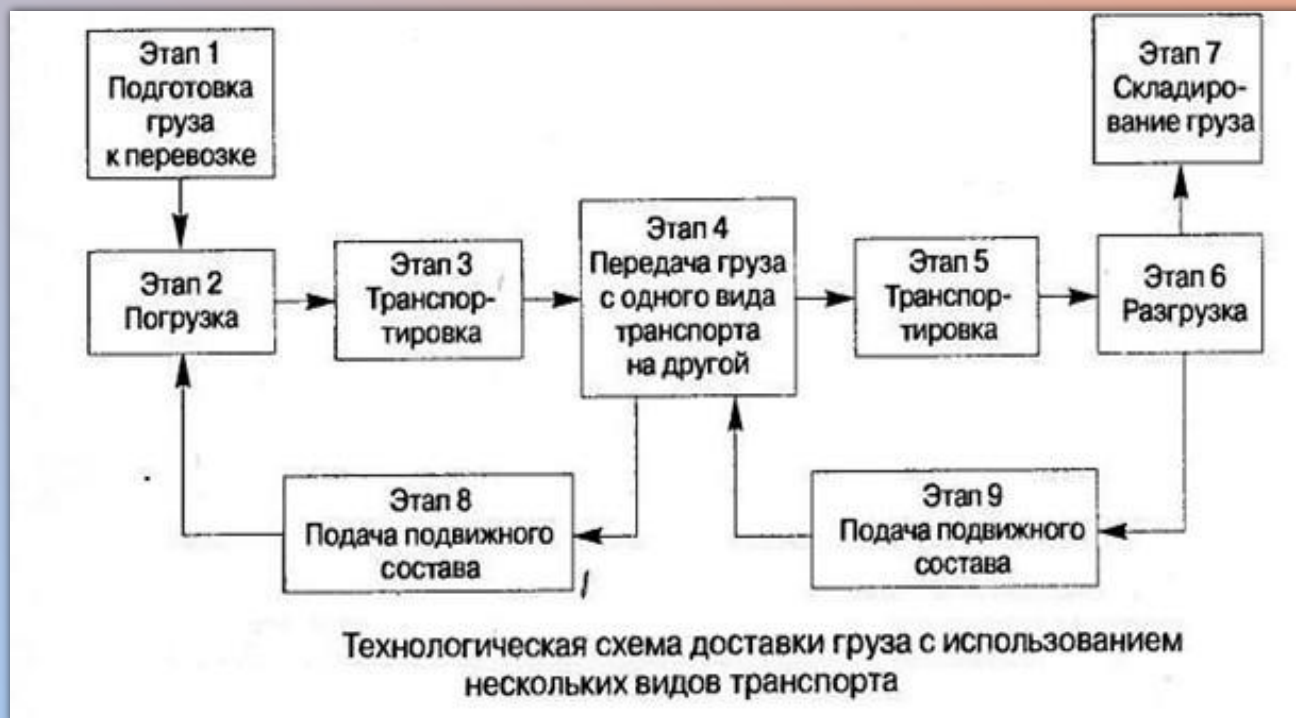 Этап 1
Подготовка
груза
к перевозке
Этап 7
Складиро-
вание груза
Этап 2
Погрузка
Этап 3
Транспор-
тировка
Этап 4
Передача груза
с одного вида
транспорта
на другой
Этап 5
Транспор-
тировка
Этап 6
Разгрузка
Этап 8
Подача подвижного
состава
Этап 9
Подача подвижного
состава
Технологическая схема доставки груза с использованием
нескольких видов транспорта